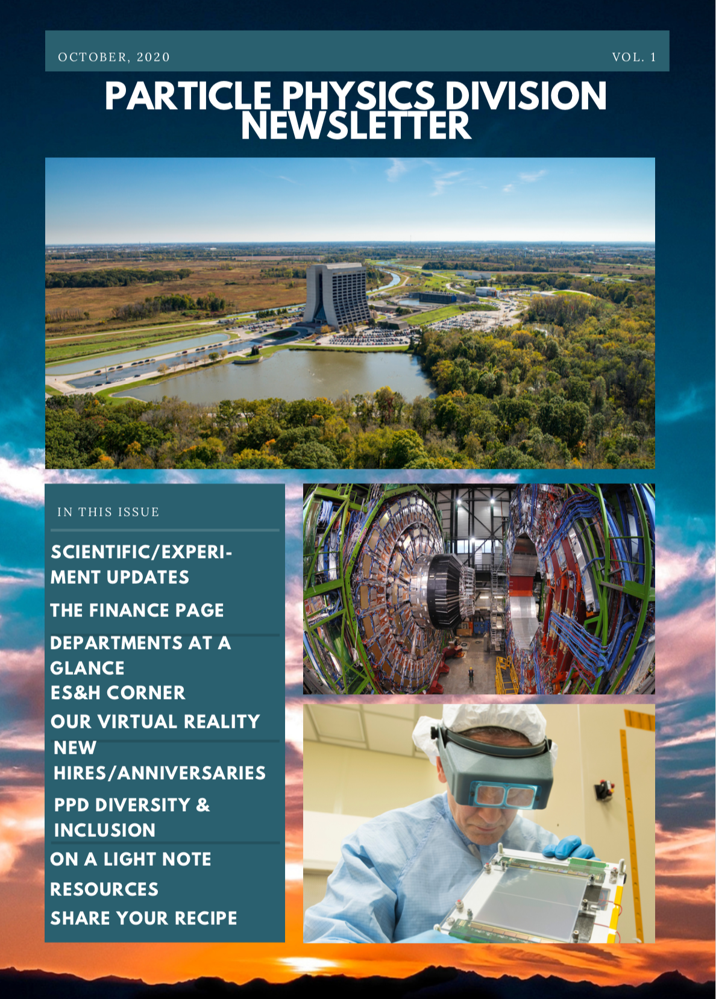 OCTOBER, 2020
VOL. 1
PARTICLE PHYSICS DIVISION
NEWSLETTER
IN THIS ISSUE
SCIENTIFIC/EXPERI-
MENT UPDATES
THE FINANCE PAGE
DEPARTMENTS AT A
GLANCE
ES&H CORNER
OUR VIRTUAL REALITY
NEW
HIRES/ANNIVERSARIES
PPD DIVERSITY &
INCLUSION
ON A LIGHT NOTE
RESOURCES
SHARE YOUR RECIPE